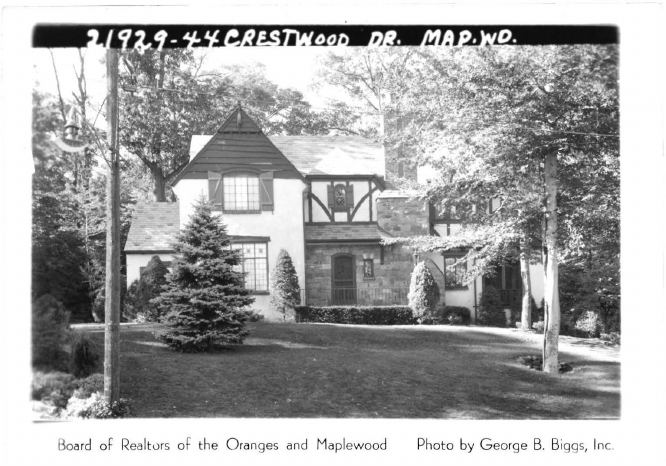 21929-44 CRESTWOOD DR. MAP.WD.
Board of Realtors of the Oranges and Maplewood Photo by George B. Biggs, Inc.